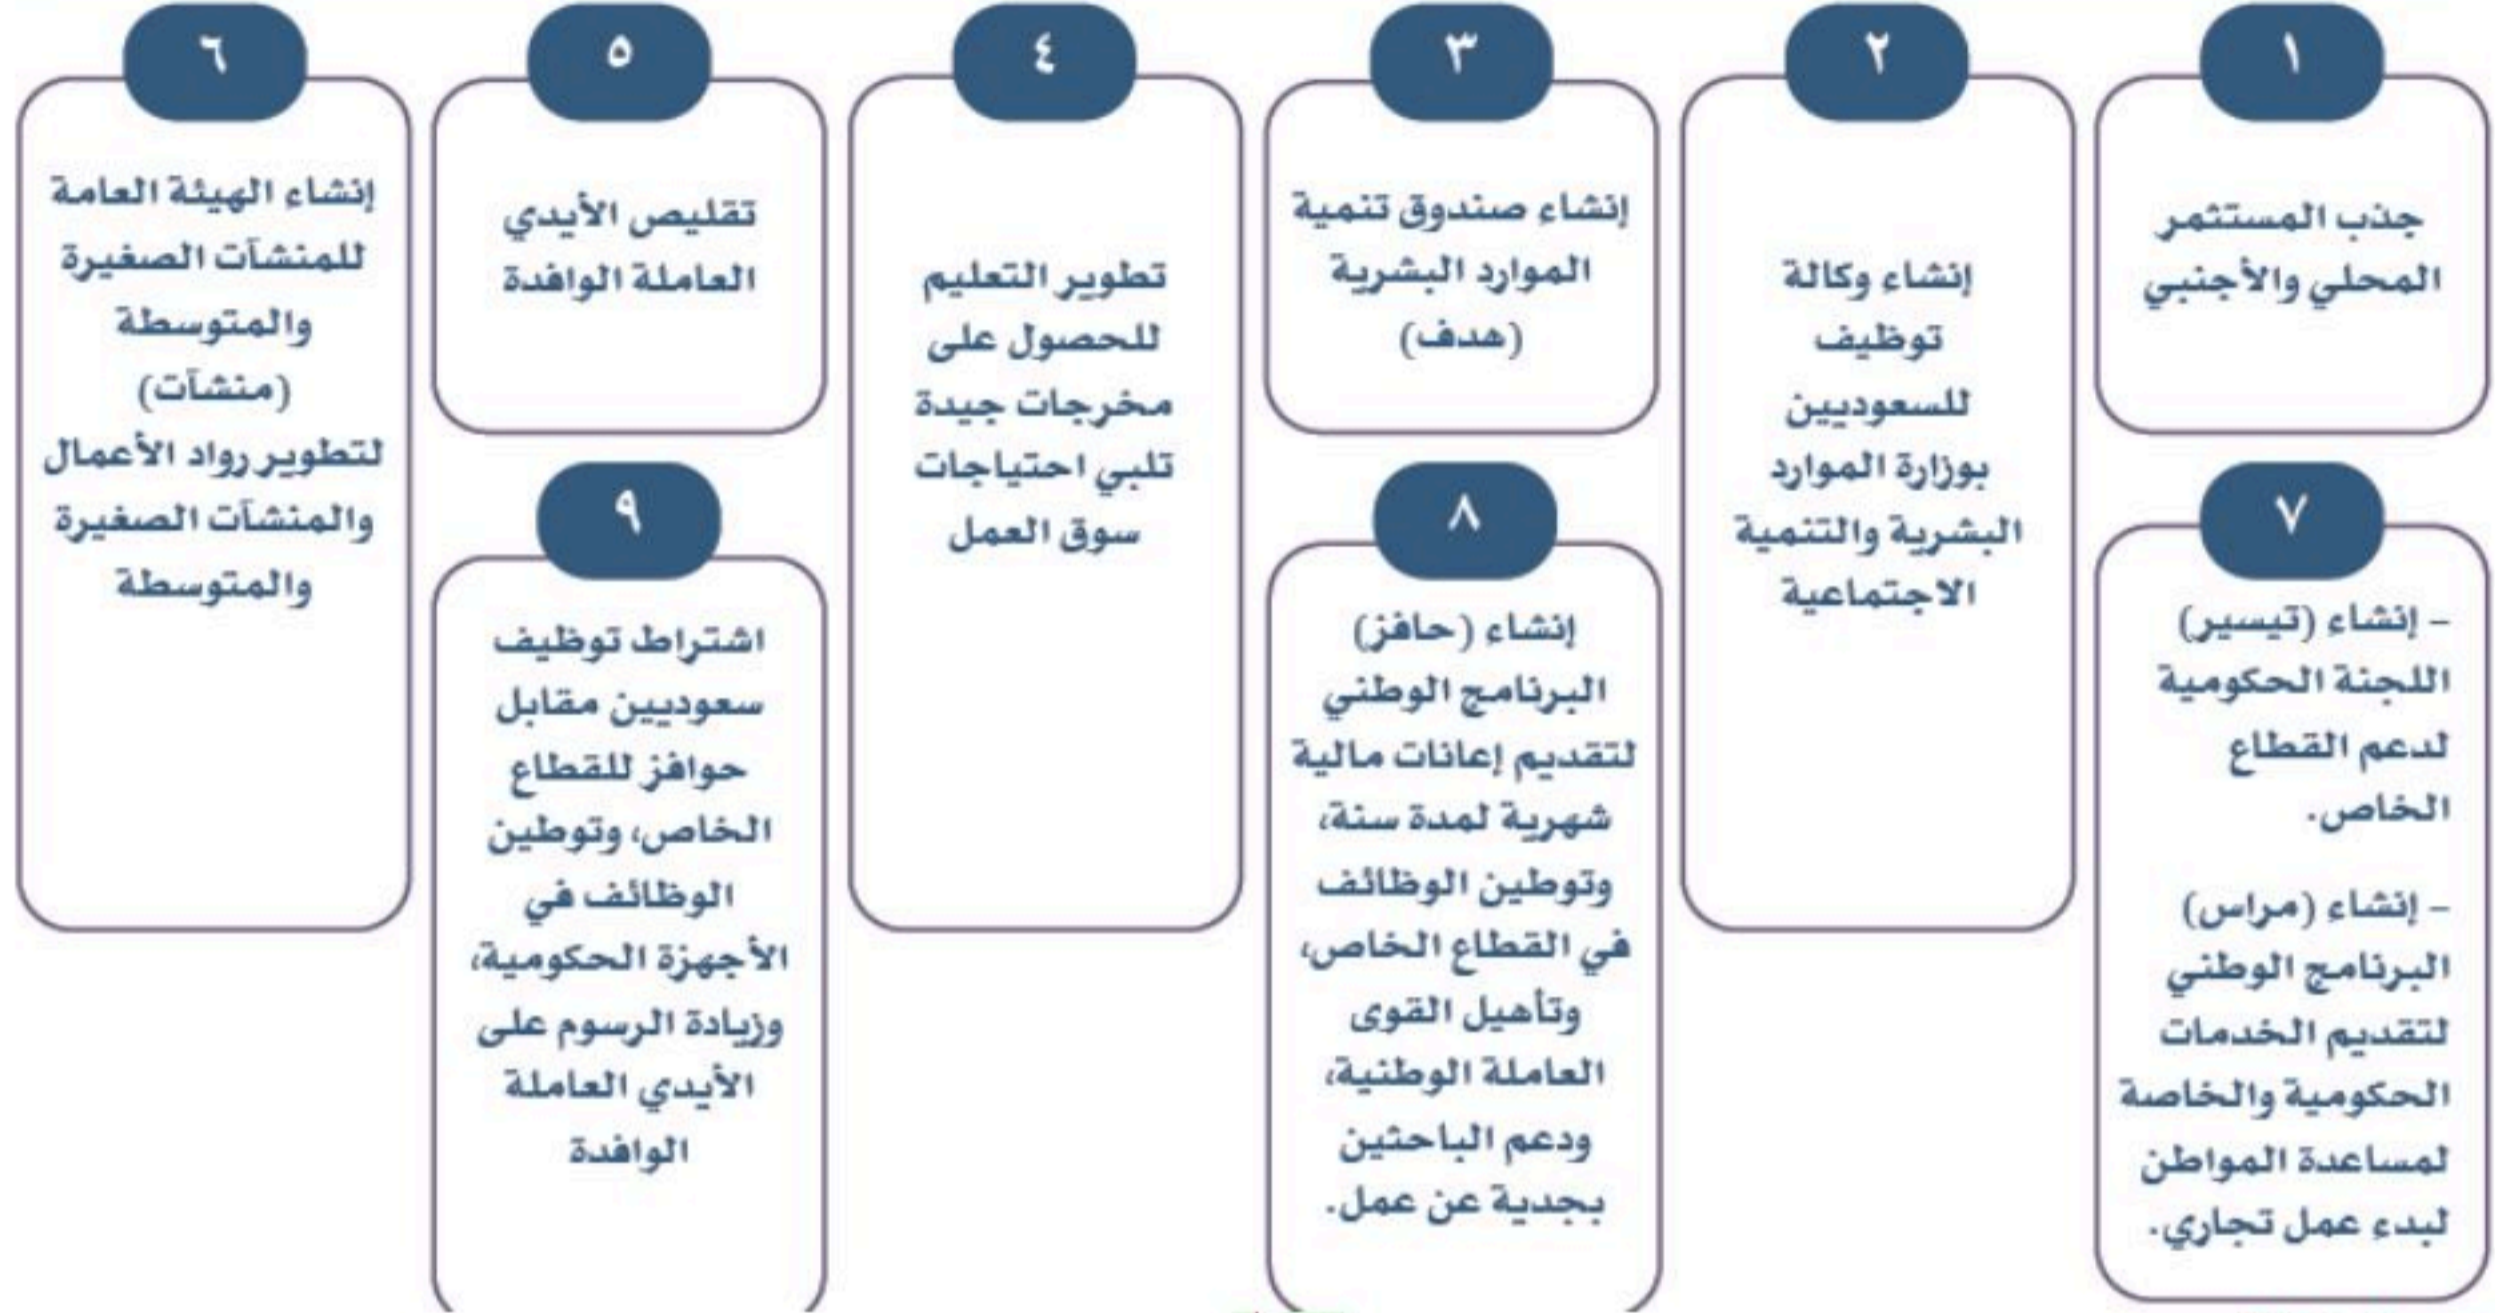 ١
جذب المستثمر
المحلي والأجنبي
٢
إنشاء وكالة
توظيف
للسعوديين
بوزارة الموارد
البشرية والتنمية
الاجتماعية
٣
إنشاء صندوق تنمية
الموارد البشرية
(هدف)
٤
تطوير التعليم
للحصول على
مخرجات جيدة
تلبي احتياجات
سوق العمل
٥
تقليص الأيدي
العاملة الوافدة
٦
إنشاء الهيئة العامة
للمنشآت الصغيرة
والمتوسطة
(منشآت)
لتطوير رواد الأعمال
والمنشآت الصغيرة
والمتوسطة
٧
– إنشاء (تيسير)
اللجنة الحكومية
لدعم القطاع
الخاص.
– إنشاء (مراس)
البرنامج الوطني
لتقديم الخدمات
الحكومية والخاصة
لمساعدة المواطن
لبدء عمل تجاري.
٨
إنشاء (حافز)
البرنامج الوطني
لتقديم إعانات مالية
شهرية لمدة سنة،
وتوطين الوظائف
في القطاع الخاص،
وتأهيل القوى
العاملة الوطنية،
ودعم الباحثين
بجدية عن عمل.
٩
اشتراط توظيف
سعوديين مقابل
حوافز للقطاع
الخاص، وتوطين
الوظائف في
الأجهزة الحكومية،
وزيادة الرسوم على
الأيدي العاملة
الوافدة